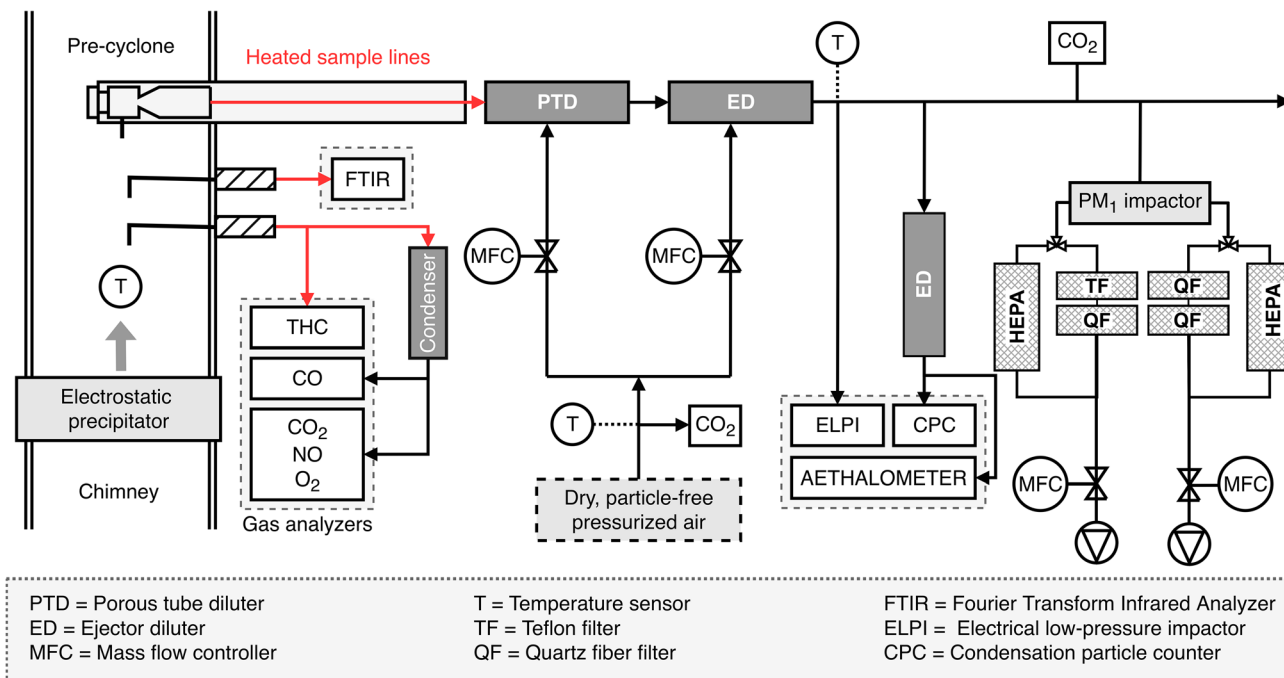 Pre-cyclone
Heated sample lines
T
CO₂
PTD
ED
FTIR
PM₁ impactor
MFC
MFC
T
Condenser
ED
HEPA
TF
QF
QF
QF
HEPA
THC
CO
CO₂
NO
O₂
Electrostatic
precipitator
T
CO₂
ELPI
CPC
AETHALOMETER
Chimney
Gas analyzers
Dry, particle-free
pressurized air
MFC
MFC
PTD = Porous tube diluter
ED = Ejector diluter
MFC = Mass flow controller
T = Temperature sensor
TF = Teflon filter
QF = Quartz fiber filter
FTIR = Fourier Transform Infrared Analyzer
ELPI = Electrical low-pressure impactor
CPC = Condensation particle counter